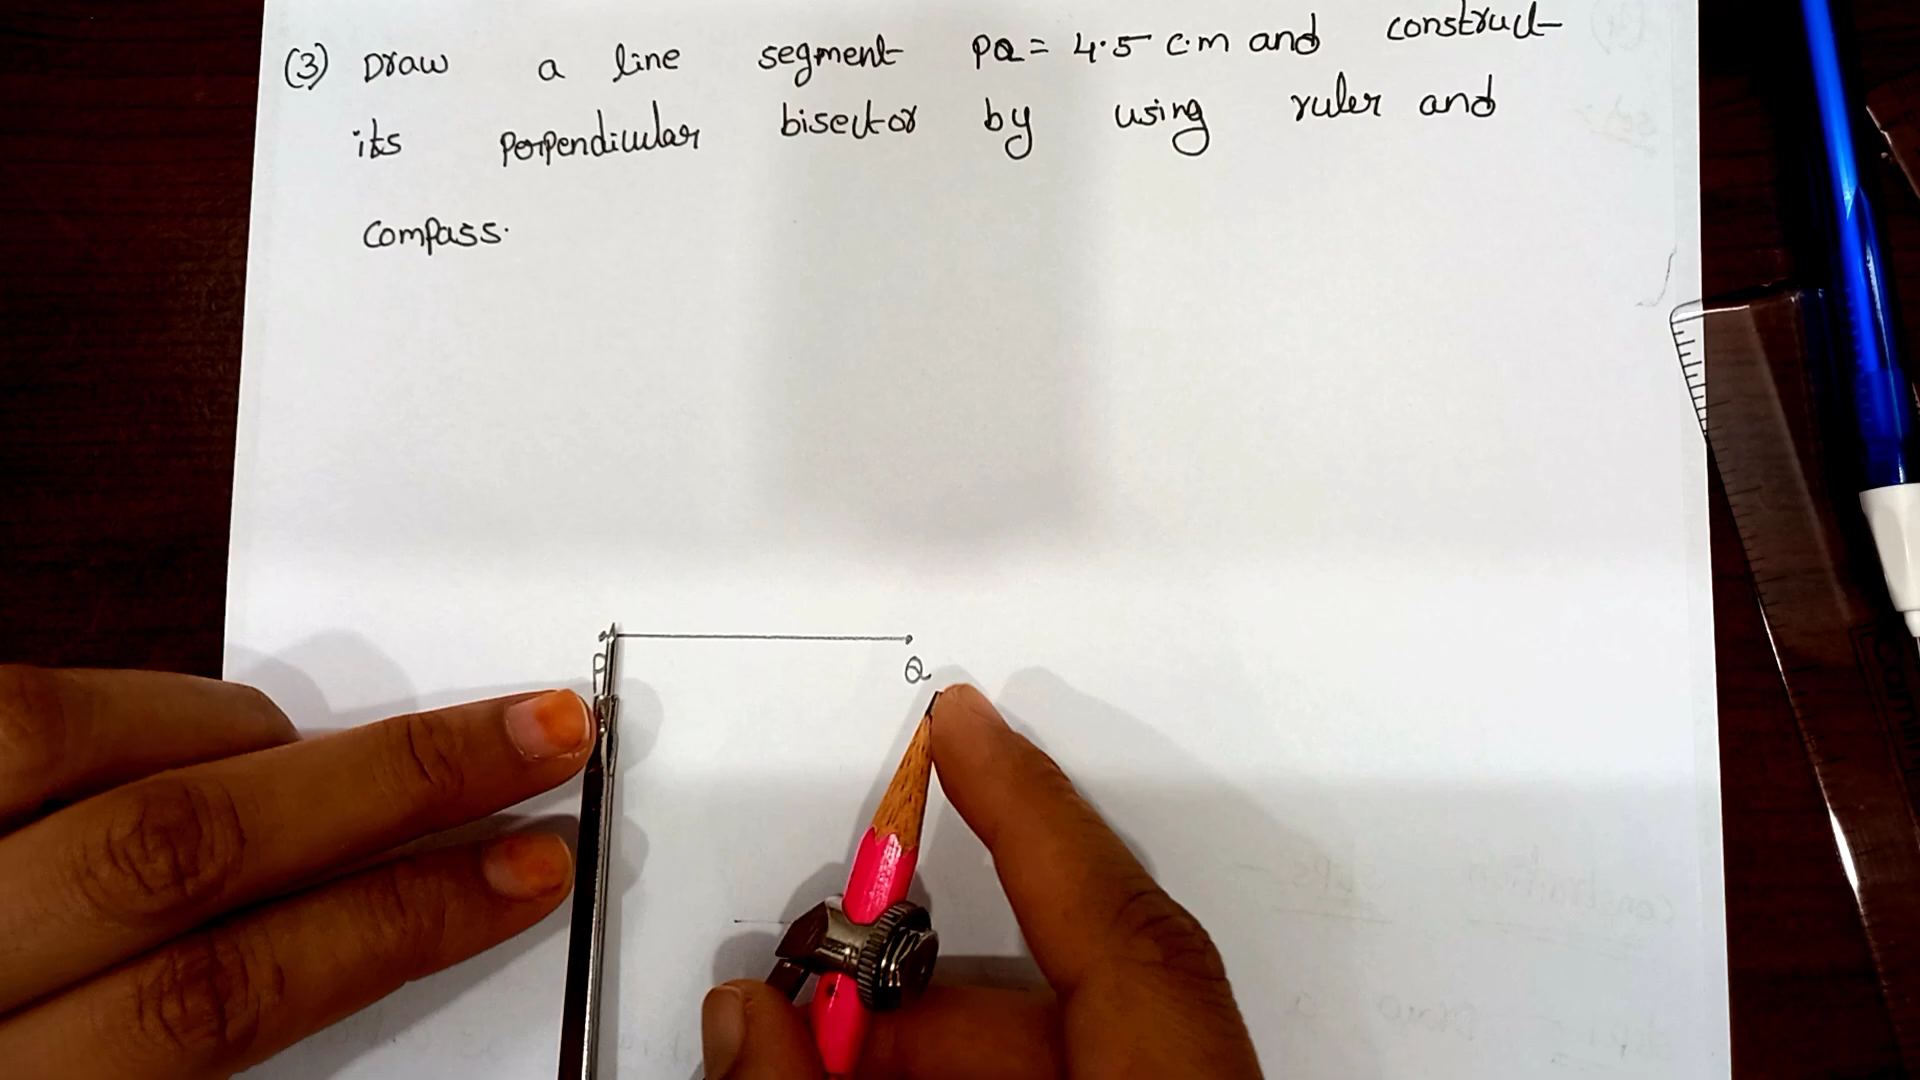 (3) Draw a line segment PQ = 4.5 c.m and construct
its perpendicular bisector by using ruler and
compass.
P
Q